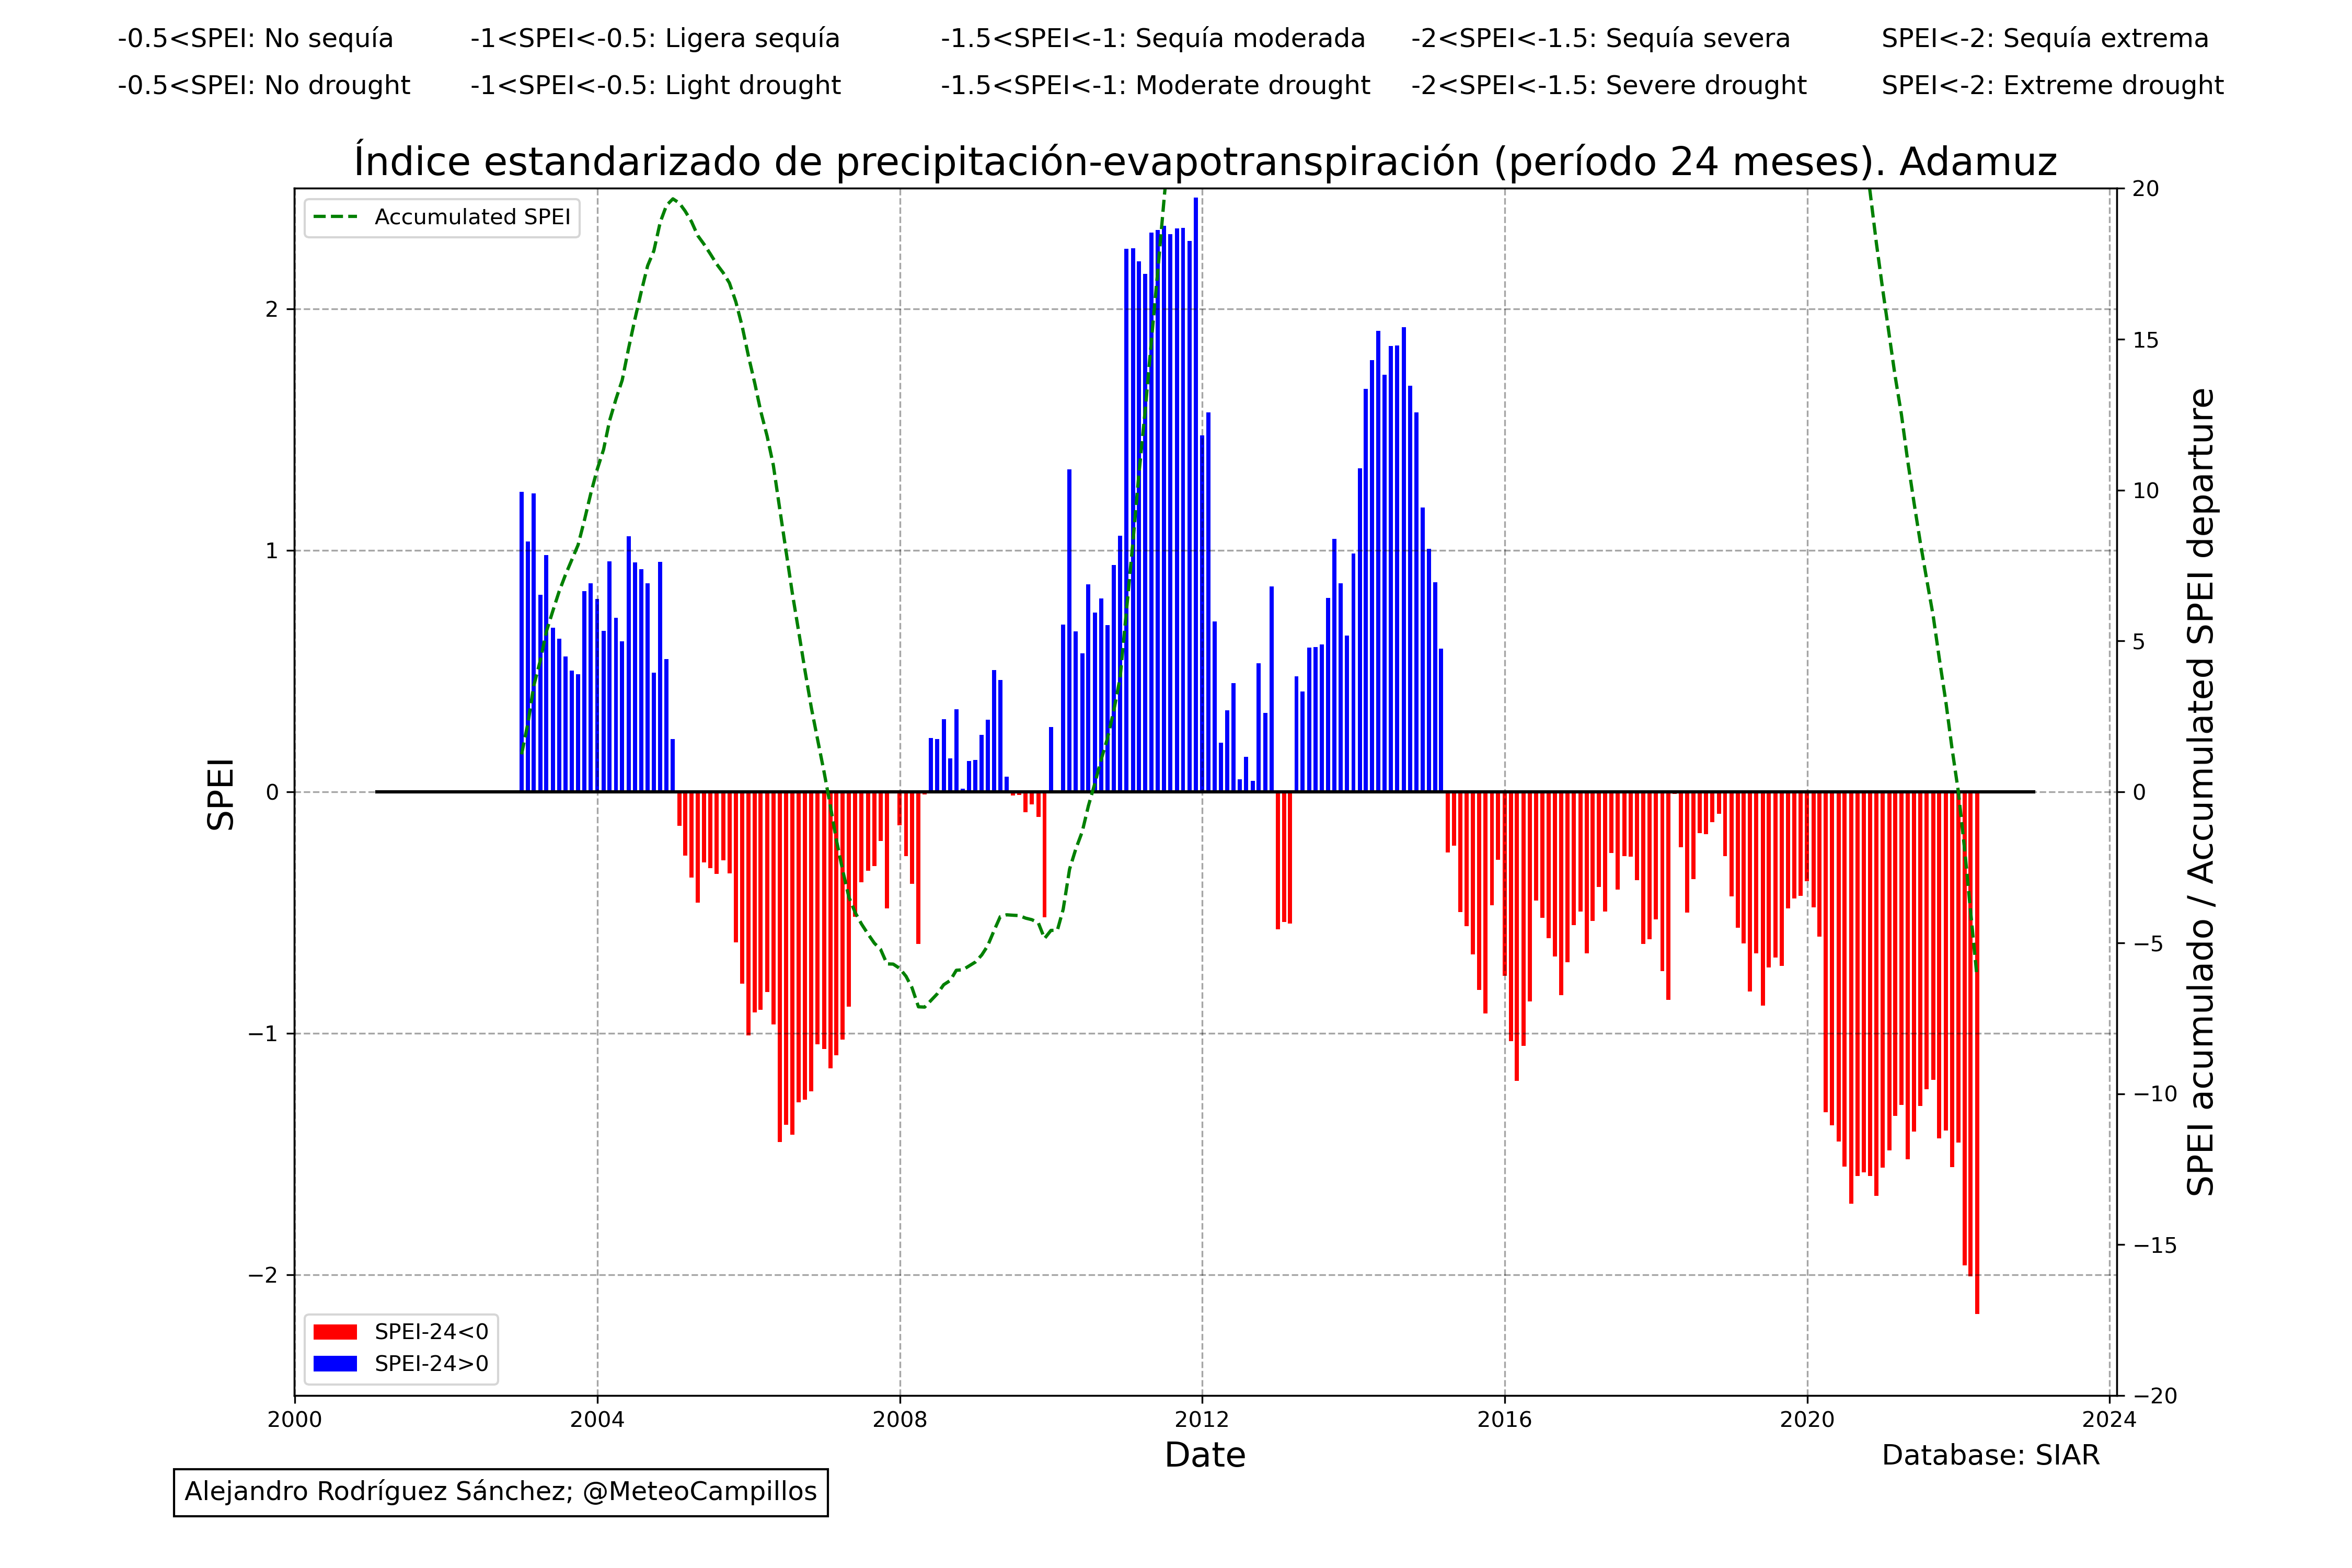 -0.5<SPEI: No sequía -1<SPEI<-0.5: Ligera sequía -1.5<SPEI<-1: Sequía moderada -2<SPEI<-1.5: Sequía severa SPEI<-2: Sequía extrema
-0.5<SPEI: No drought -1<SPEI<-0.5: Light drought -1.5<SPEI<-1: Moderate drought -2<SPEI<-1.5: Severe drought SPEI<-2: Extreme drought
Índice estandarizado de precipitación-evapotranspiración (período 24 meses). Adamuz
Accumulated SPEI
SPEI
2
1
0
−1
−2
20
15
10
5
0
−5
−10
−15
−20
SPEI acumulado / Accumulated SPEI departure
SPEI-24<0
SPEI-24>0
2000 2004 2008 2012 2016 2020 2024
Date
Database: SIAR
Alejandro Rodríguez Sánchez; @MeteoCampillos